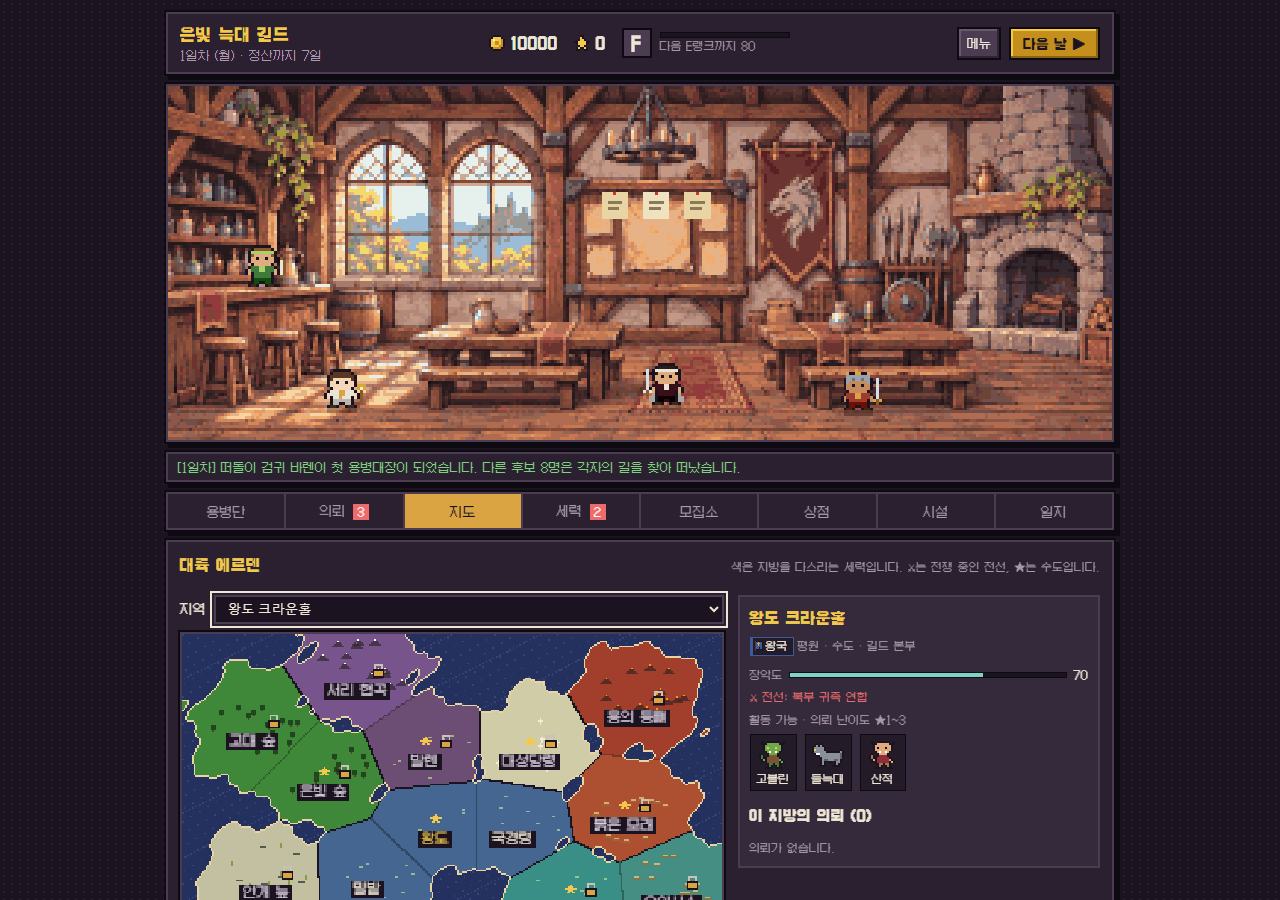 은빛 늑대 길드
1일차 (월) · 정산까지 7일
10000
0
F
다음 E랭크까지 80
메뉴
다음 날 ▶
[1일차] 떠돌이 검귀 바렌이 첫 용병대장이 되었습니다. 다른 후보 8명은 각자의 길을 찾아 떠났습니다.
용병단
의뢰 3
지도
세력 2
모집소
상점
시설
일지
대륙 에르덴
색은 지방을 다스리는 세력입니다. ⚔는 전쟁 중인 전선, ★는 수도입니다.
지역
왕도 크라운홀
왕도 크라운홀
왕국 평원 · 수도 · 길드 본부
장악도 70
⚔ 전선: 북부 귀족 연합
활동 가능 · 의뢰 난이도 ★1~3
고블린
들늑대
산적
이 지방의 의뢰 (0)
의뢰가 없습니다.
서리 협곡
고대 숲
은빛 숲
발렌
대성당령
붉은 모래
왕도
국경령
안개 늪
밀밭